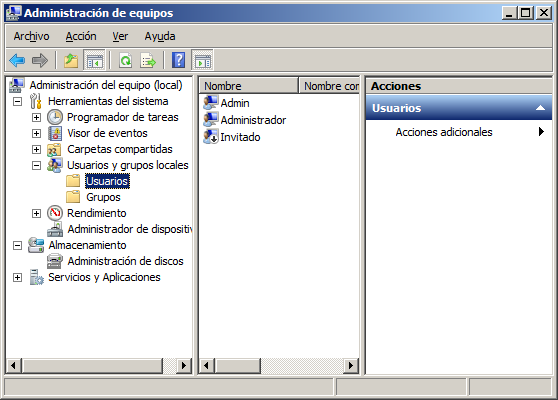 Administración de equipos
Archivo Acción Ver Ayuda
Administración del equipo (local)
Herramientas del sistema
Programador de tareas
Visor de eventos
Carpetas compartidas
Usuarios y grupos locales
Usuarios
Grupos
Rendimiento
Administrador de dispositiv
Almacenamiento
Administración de discos
Servicios y Aplicaciones
Nombre Nombre cor
Admin
Administrador
Invitado
Acciones
Usuarios
Acciones adicionales